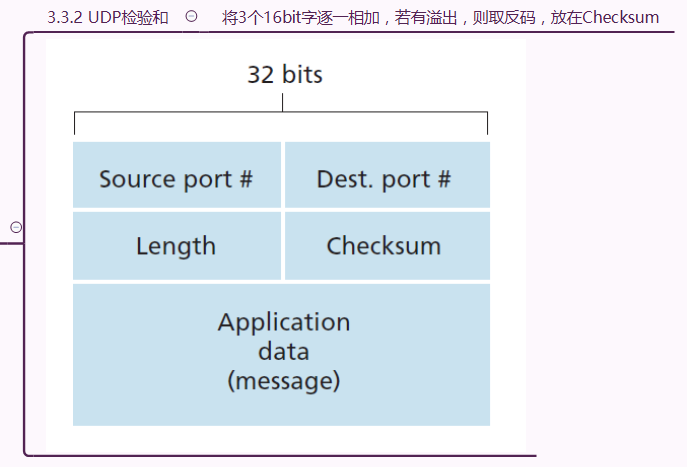 3.3.2 UDP检验和 将3个16bit字逐一相加，若有溢出，则取反码，放在Checksum
32 bits
Source port # Dest. port #
Length Checksum
Application
data
(message)